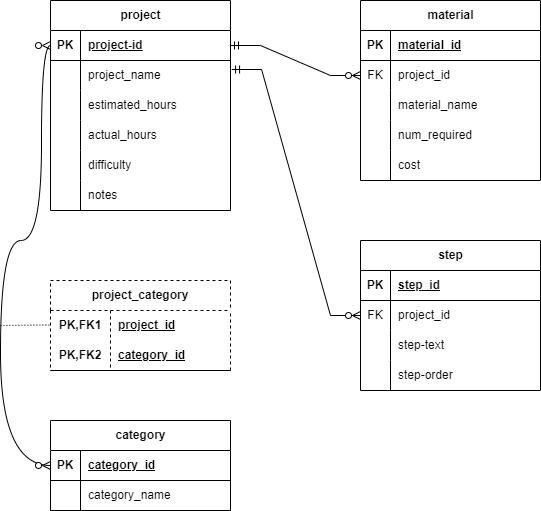 project
PK project-id
project_name
estimated_hours
actual_hours
difficulty
notes
material
PK material_id
FK project_id
material_name
num_required
cost
step
PK step_id
FK project_id
step-text
step-order
project_category
PK,FK1 project_id
PK,FK2 category_id
category
PK category_id
category_name